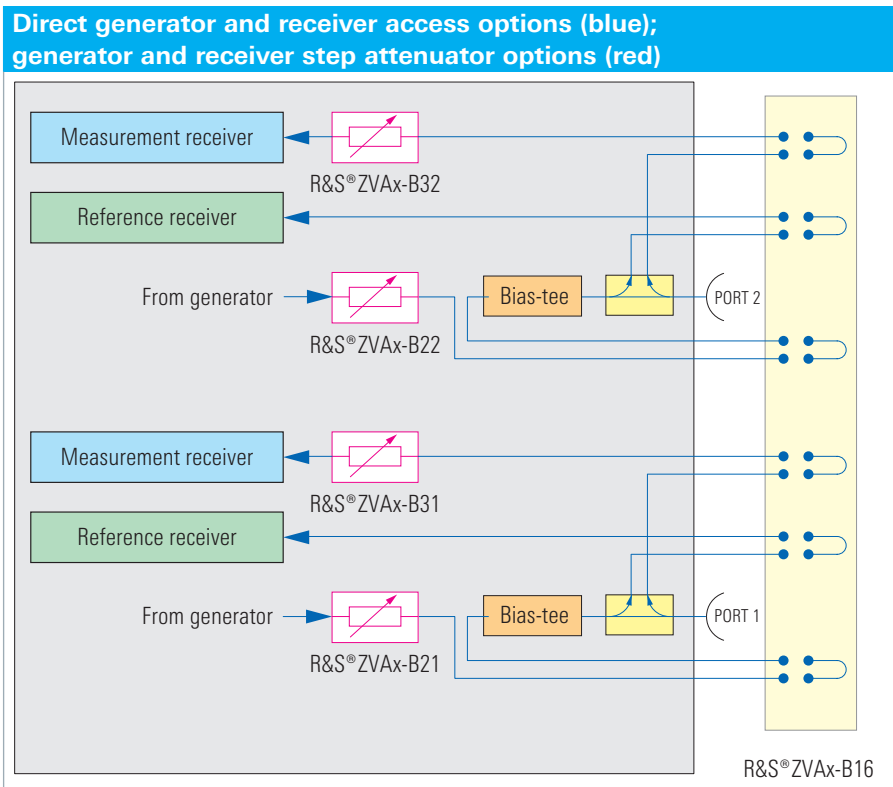 Direct generator and receiver access options (blue);
generator and receiver step attenuator options (red)
Measurement receiver
R&S®ZVAx-B32
Reference receiver
From generator
Bias-tee
PORT 2
R&S®ZVAx-B22
Measurement receiver
R&S®ZVAx-B31
Reference receiver
From generator
Bias-tee
PORT 1
R&S®ZVAx-B21
R&S®ZVAx-B16